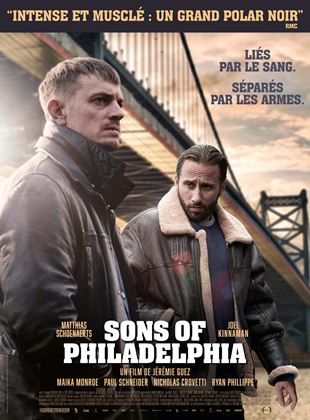 “INTENSE ET MUSCLÉ : UN GRAND POLAR NOIR”
RMC
LIÉS
PAR LE SANG.
SÉPARÉS
PAR LES ARMES.
MATTHIAS
SCHOENAERTS
JOEL
KINNAMAN
SONS OF
PHILADELPHIA
UN FILM DE JÉRÉMIE GUEZ
MAIKA MONROE PAUL SCHNEIDER NICHOLAS CROVETTI RYAN PHILLIPPE